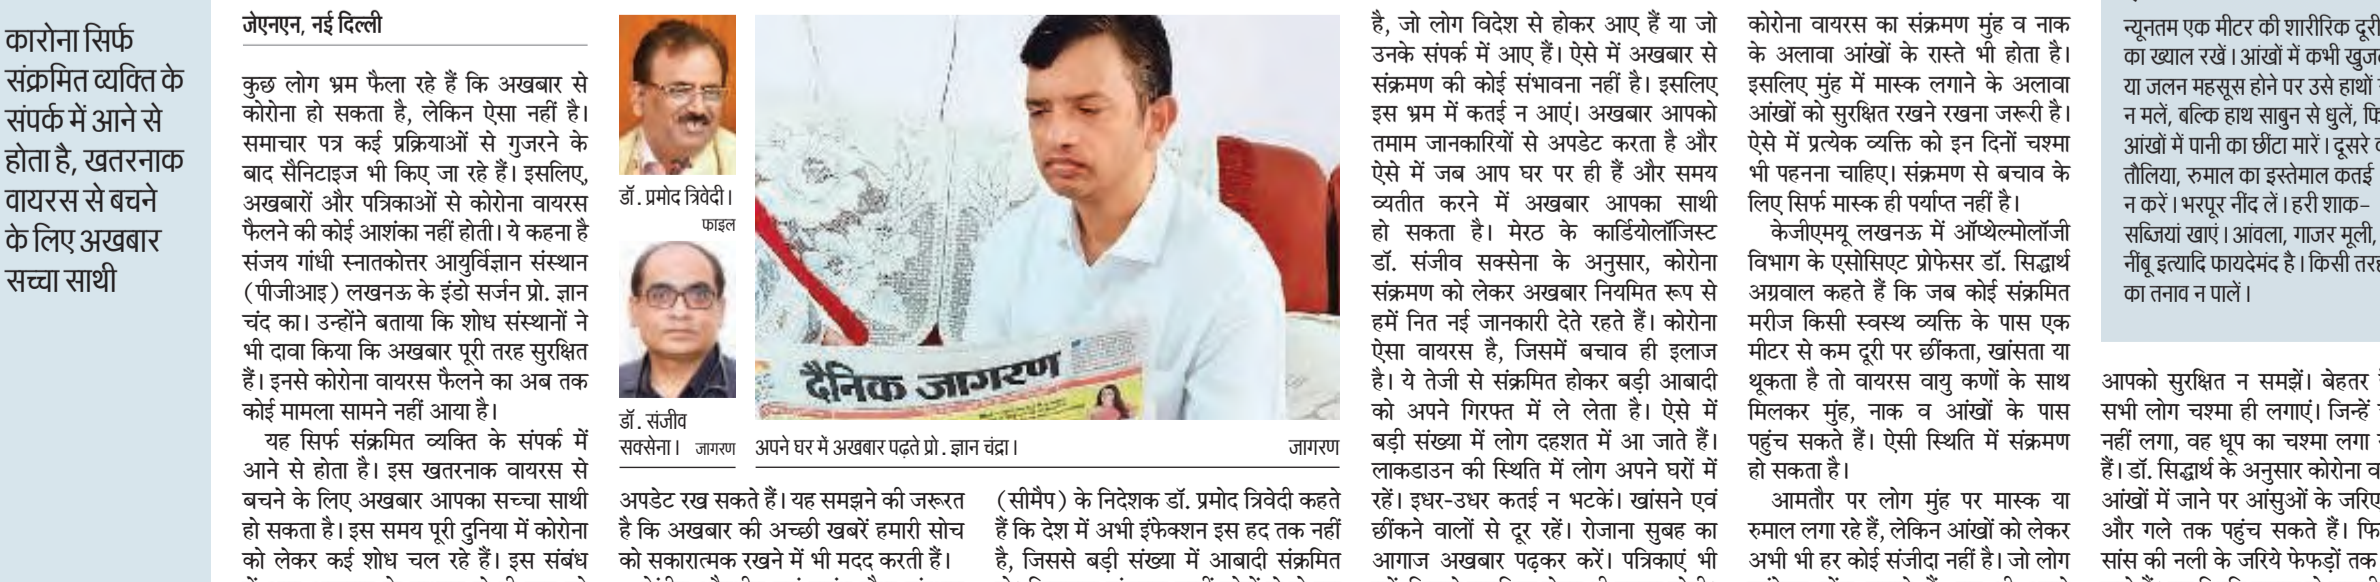 कारोना सिर्फ
संक्रमित व्यक्ति के
संपर्क में आने से
होता है, खतरनाक
वायरस से बचने
के लिए अखबार
सच्चा साथी
जेएनएन, नई दिल्ली
कुछ लोग भ्रम फैला रहे हैं कि अखबार से
कोरोना हो सकता है, लेकिन ऐसा नहीं है।
समाचार पत्र कई प्रक्रियाओं से गुजरने के
बाद सैनिटाइज भी किए जा रहे हैं। इसलिए,
अखबारों और पत्रिकाओं से कोरोना वायरस
फैलने की कोई आशंका नहीं होती। ये कहना है
संजय गांधी स्नातकोत्तर आयुर्विज्ञान संस्थान
(पीजीआइ) लखनऊ के इंडो सर्जन प्रो. ज्ञान
चंद का। उन्होंने बताया कि शोध संस्थानों ने
भी दावा किया कि अखबार पूरी तरह सुरक्षित
हैं। इनसे कोरोना वायरस फैलने का अब तक
कोई मामला सामने नहीं आया है।
यह सिर्फ संक्रमित व्यक्ति के संपर्क में
आने से होता है। इस खतरनाक वायरस से
बचने के लिए अखबार आपका सच्चा साथी
हो सकता है। इस समय पूरी दुनिया में कोरोना
को लेकर कई शोध चल रहे हैं। इस संबंध
डॉ. प्रमोद त्रिवेदी।
फाइल
डॉ. संजीव
सक्सेना। जागरण
दैनिक जागरण
अपने घर में अखबार पढ़ते प्रो. ज्ञान चंद्रा। जागरण
अपडेट रख सकते हैं। यह समझने की जरूरत
है कि अखबार की अच्छी खबरें हमारी सोच
को सकारात्मक रखने में भी मदद करती हैं।
(सीमैप) के निदेशक डॉ. प्रमोद त्रिवेदी कहते
हैं कि देश में अभी इंफेक्शन इस हद तक नहीं
है, जिससे बड़ी संख्या में आबादी संक्रमित
है, जो लोग विदेश से होकर आए हैं या जो
उनके संपर्क में आए हैं। ऐसे में अखबार से
संक्रमण की कोई संभावना नहीं है। इसलिए
इस भ्रम में कतई न आएं। अखबार आपको
तमाम जानकारियों से अपडेट करता है और
ऐसे में जब आप घर पर ही हैं और समय
व्यतीत करने में अखबार आपका साथी
हो सकता है। मेरठ के कार्डियोलॉजिस्ट
डॉ. संजीव सक्सेना के अनुसार, कोरोना
संक्रमण को लेकर अखबार नियमित रूप से
हमें नित नई जानकारी देते रहते हैं। कोरोना
ऐसा वायरस है, जिसमें बचाव ही इलाज
है। ये तेजी से संक्रमित होकर बड़ी आबादी
को अपने गिरफ्त में ले लेता है। ऐसे में
बड़ी संख्या में लोग दहशत में आ जाते हैं।
लाकडाउन की स्थिति में लोग अपने घरों में
रहें। इधर-उधर कतई न भटकें। खांसने एवं
छींकने वालों से दूर रहें। रोजाना सुबह का
आगाज अखबार पढ़कर करें। पत्रिकाएं भी
कोरोना वायरस का संक्रमण मुंह व नाक
के अलावा आंखों के रास्ते भी होता है।
इसलिए मुंह में मास्क लगाने के अलावा
आंखों को सुरक्षित रखने रखना जरूरी है।
ऐसे में प्रत्येक व्यक्ति को इन दिनों चश्मा
भी पहनना चाहिए। संक्रमण से बचाव के
लिए सिर्फ मास्क ही पर्याप्त नहीं है।
केजीएमयू लखनऊ में ऑप्थेल्मोलॉजी
विभाग के एसोसिएट प्रोफेसर डॉ. सिद्धार्थ
अग्रवाल कहते हैं कि जब कोई संक्रमित
मरीज किसी स्वस्थ व्यक्ति के पास एक
मीटर से कम दूरी पर छींकता, खांसता या
थूकता है तो वायरस वायु कणों के साथ
मिलकर मुंह, नाक व आंखों के पास
पहुंच सकते हैं। ऐसी स्थिति में संक्रमण
हो सकता है।
आमतौर पर लोग मुंह पर मास्क या
रुमाल लगा रहे हैं, लेकिन आंखों को लेकर
अभी भी हर कोई संजीदा नहीं है। जो लोग
न्यूनतम एक मीटर की शारीरिक दूरी
का ख्याल रखें। आंखों में कभी
या जलन महसूस होने पर उसे हाथों
न मलें, बल्कि हाथ साबुन से धुलें,
आंखों में पानी का छींटा मारें। दूसरे
तौलिया, रुमाल का इस्तेमाल कतई
न करें। भरपूर नींद लें। हरी शाक-
सब्जियां खाएं। आंवला, गाजर मूली,
नींबू इत्यादि फायदेमंद है। किसी
का तनाव न पालें।
आपको सुरक्षित न समझें। बेहतर
सभी लोग चश्मा ही लगाएं। जिन्हें
नहीं लगा, वह धूप का चश्मा लगा
हैं। डॉ. सिद्धार्थ के अनुसार कोरोना
आंखों में जाने पर आंसुओं के जरिए
और गले तक पहुंच सकते हैं।
सांस की नली के जरिये फेफड़ों तक